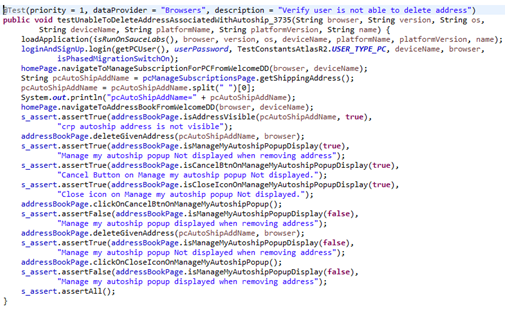 @Test(priority = 1, dataProvider = "Browsers", description = "Verify user is not able to delete address")
public void testUnableToDeleteAddressAssociatedWithAutoship_3735(String browser, String version, String os,
String deviceName, String platformName, String platformVersion, String name) {
loadApplication(isRunOnSauceLabs(), browser, version, os, deviceName, platformName, platformVersion, name);
loginAndSignUp.login(getPCUser(), userPassword, TestConstantsAtlasR2.USER_TYPE_PC, deviceName, browser,
isPhasedMigrationSwitchOn);
homePage.navigateToManageSubscriptionForPCFromWelcomeDD(browser, deviceName);
String pcAutoShipAddName = pcManageSubscriptionsPage.getShippingAddress();
pcAutoShipAddName = pcAutoShipAddName.split(" ")[0];
System.out.println("pcAutoShipAddName=" + pcAutoShipAddName);
homePage.navigateToAddressBookFromWelcomeDD(browser, deviceName);
s_assert.assertTrue(addressBookPage.isAddressVisible(pcAutoShipAddName, true),
"crp autoship address is not visible");
addressBookPage.deleteGivenAddress(pcAutoShipAddName, browser);
s_assert.assertTrue(addressBookPage.isManageMyAutoshipPopupDisplay(true),
"Manage my autoship popup Not displayed when removing address");
s_assert.assertTrue(addressBookPage.isCancelBtnOnManageMyAutoshipPopupDisplay(true),
"Cancel Button on Manage my autoship popup Not displayed.");
s_assert.assertTrue(addressBookPage.isCloseIconOnManageMyAutoshipPopupDisplay(true),
"Close icon on Manage my autoship popup Not displayed.");
addressBookPage.clickOnCancelBtnOnManageMyAutoshipPopup();
s_assert.assertFalse(addressBookPage.isManageMyAutoshipPopupDisplay(false),
"Manage my autoship popup displayed when removing address");
addressBookPage.deleteGivenAddress(pcAutoShipAddName, browser);
s_assert.assertTrue(addressBookPage.isManageMyAutoshipPopupDisplay(false),
"Manage my autoship popup Not displayed when removing address");
addressBookPage.clickOnCloseIconOnManageMyAutoshipPopup();
s_assert.assertFalse(addressBookPage.isManageMyAutoshipPopupDisplay(false),
"Manage my autoship popup displayed when removing address");
s_assert.assertAll();
}